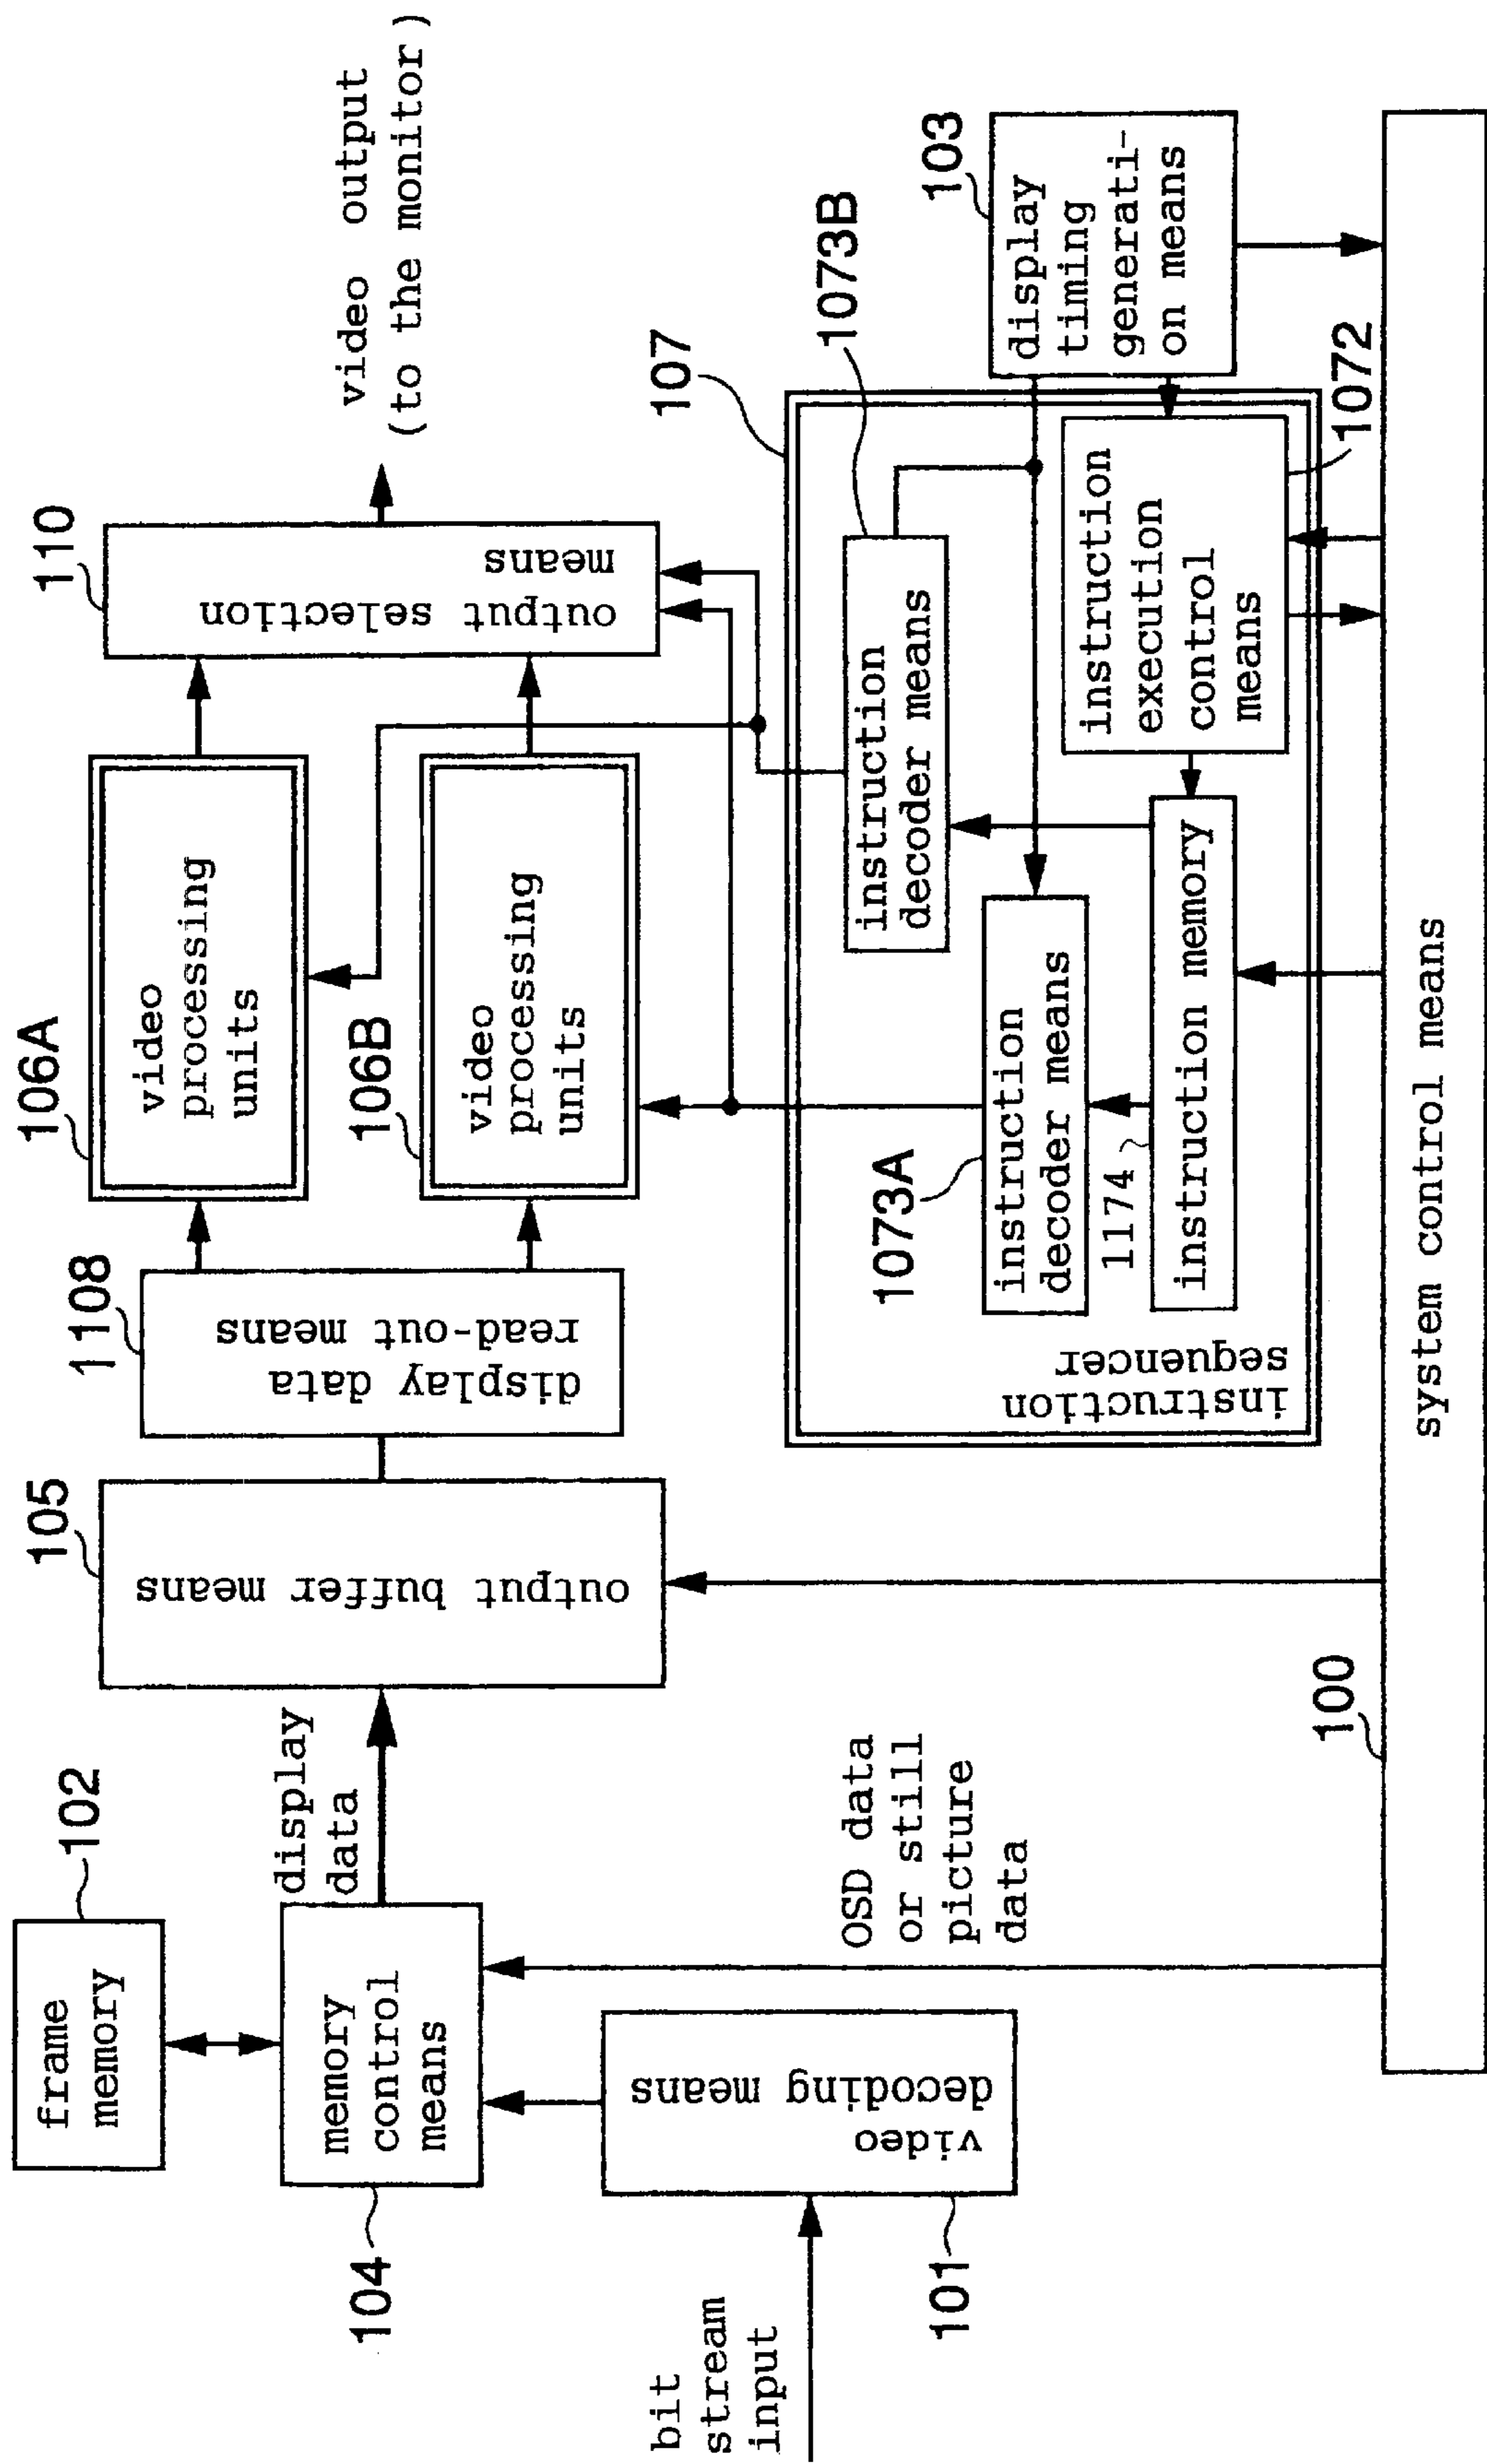 102
frame
memory
104
memory
control
means
display
data
bit
stream
input
101
video
decoding means
OSD data
or still
picture
data
105
output buffer means
1108
display data
read-out means
106A
video
processing
units
106B
video
processing
units
110
output selection
means
video output
(to the monitor)
107
instruction
sequencer
1073A
instruction
decoder means
1073B
instruction
decoder means
1174
instruction memory
instruction
execution
control
means
1072
103
display
timing
generati-
on means
100
system control means